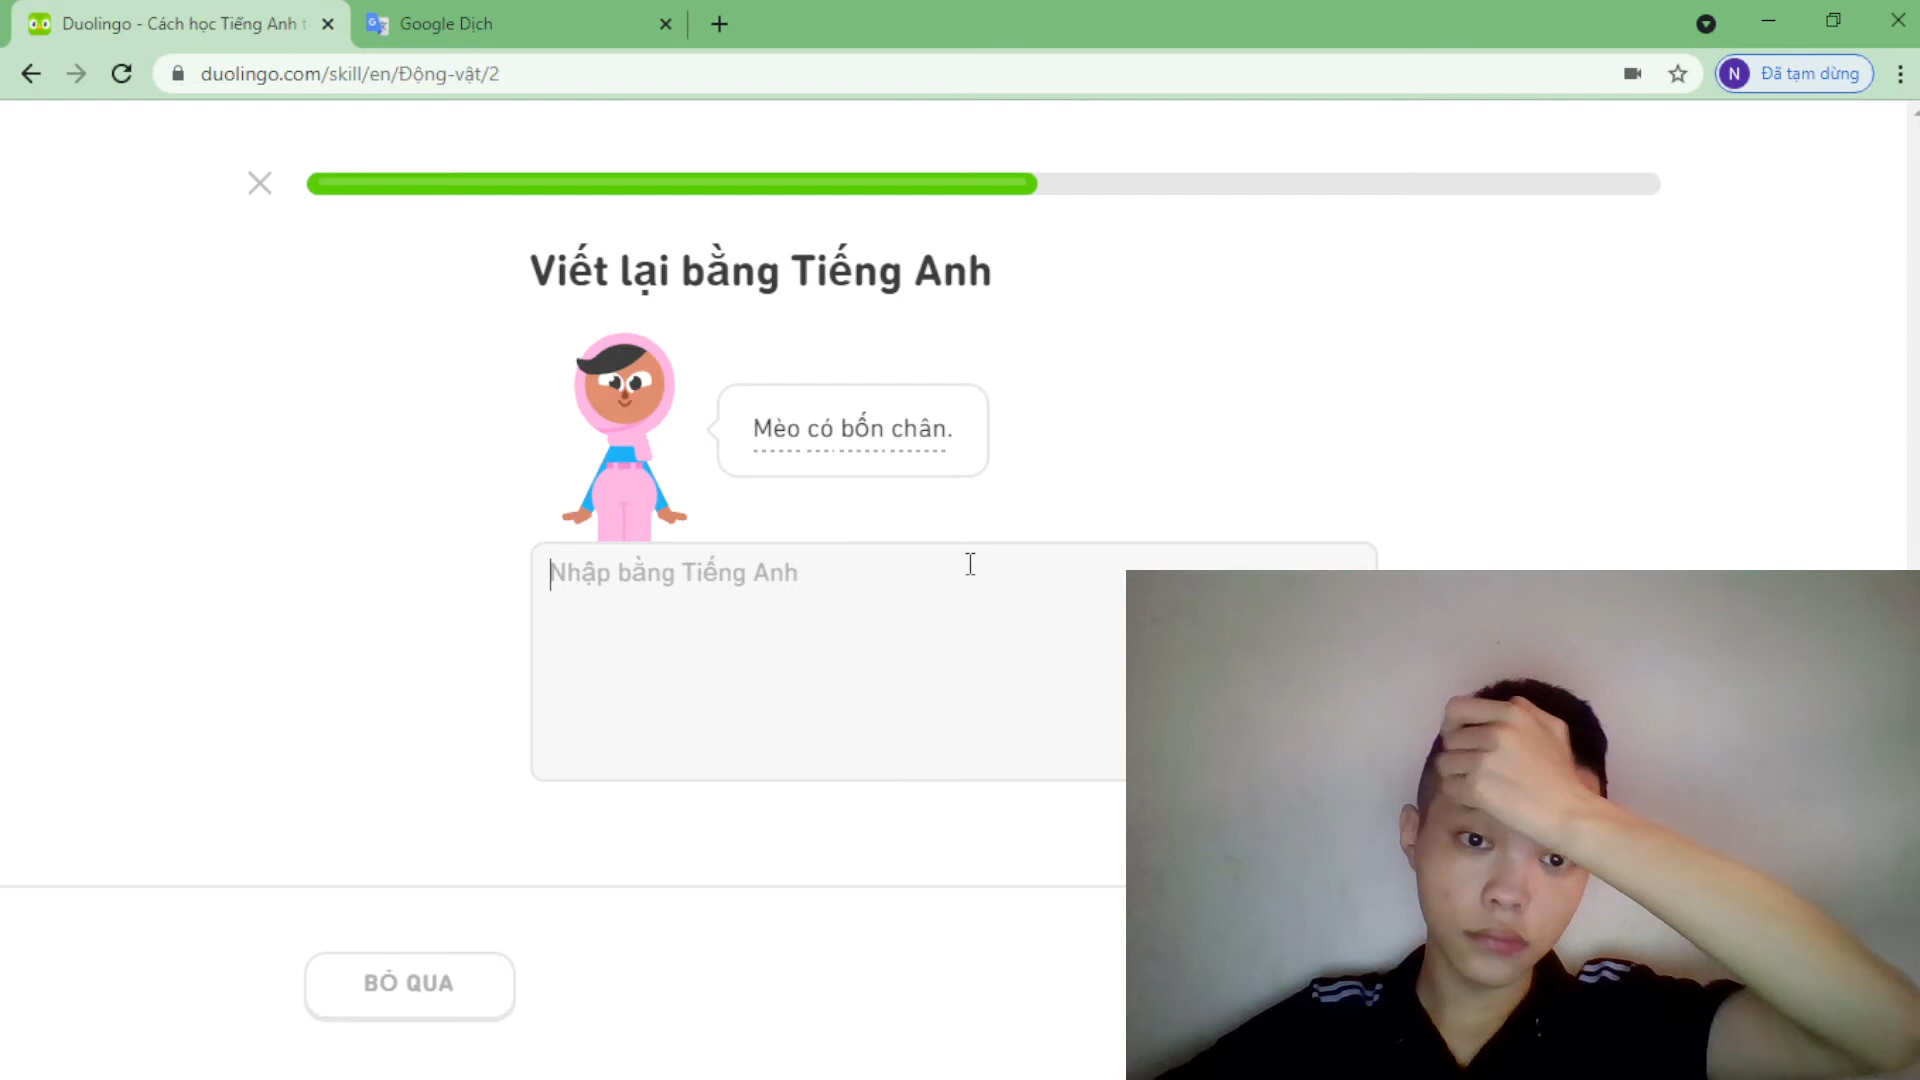 Duolingo - Cách học Tiếng Anh t
Google Dịch
duolingo.com/skill/en/Động-vật/2
N
Đã tạm dừng
Viết lại bằng Tiếng Anh
Mèo có bốn chân.
Nhập bằng Tiếng Anh
BỎ QUA